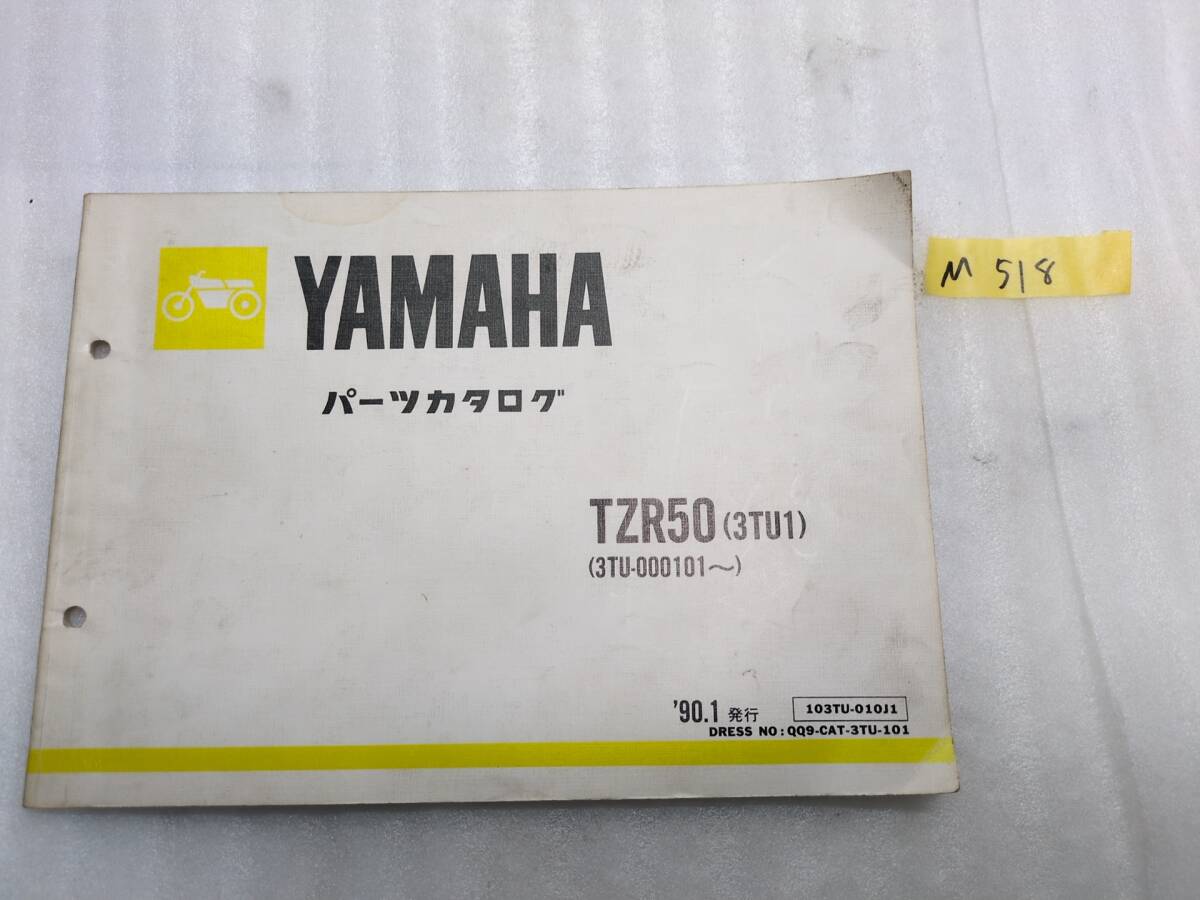 YAMAHA
パーツカタログ
TZR50 (3TU1)
(3TU-000101〜)
'90.1 発行
103TU-010J1
DRESS NO : QQ9-CAT-3TU-101
M 518